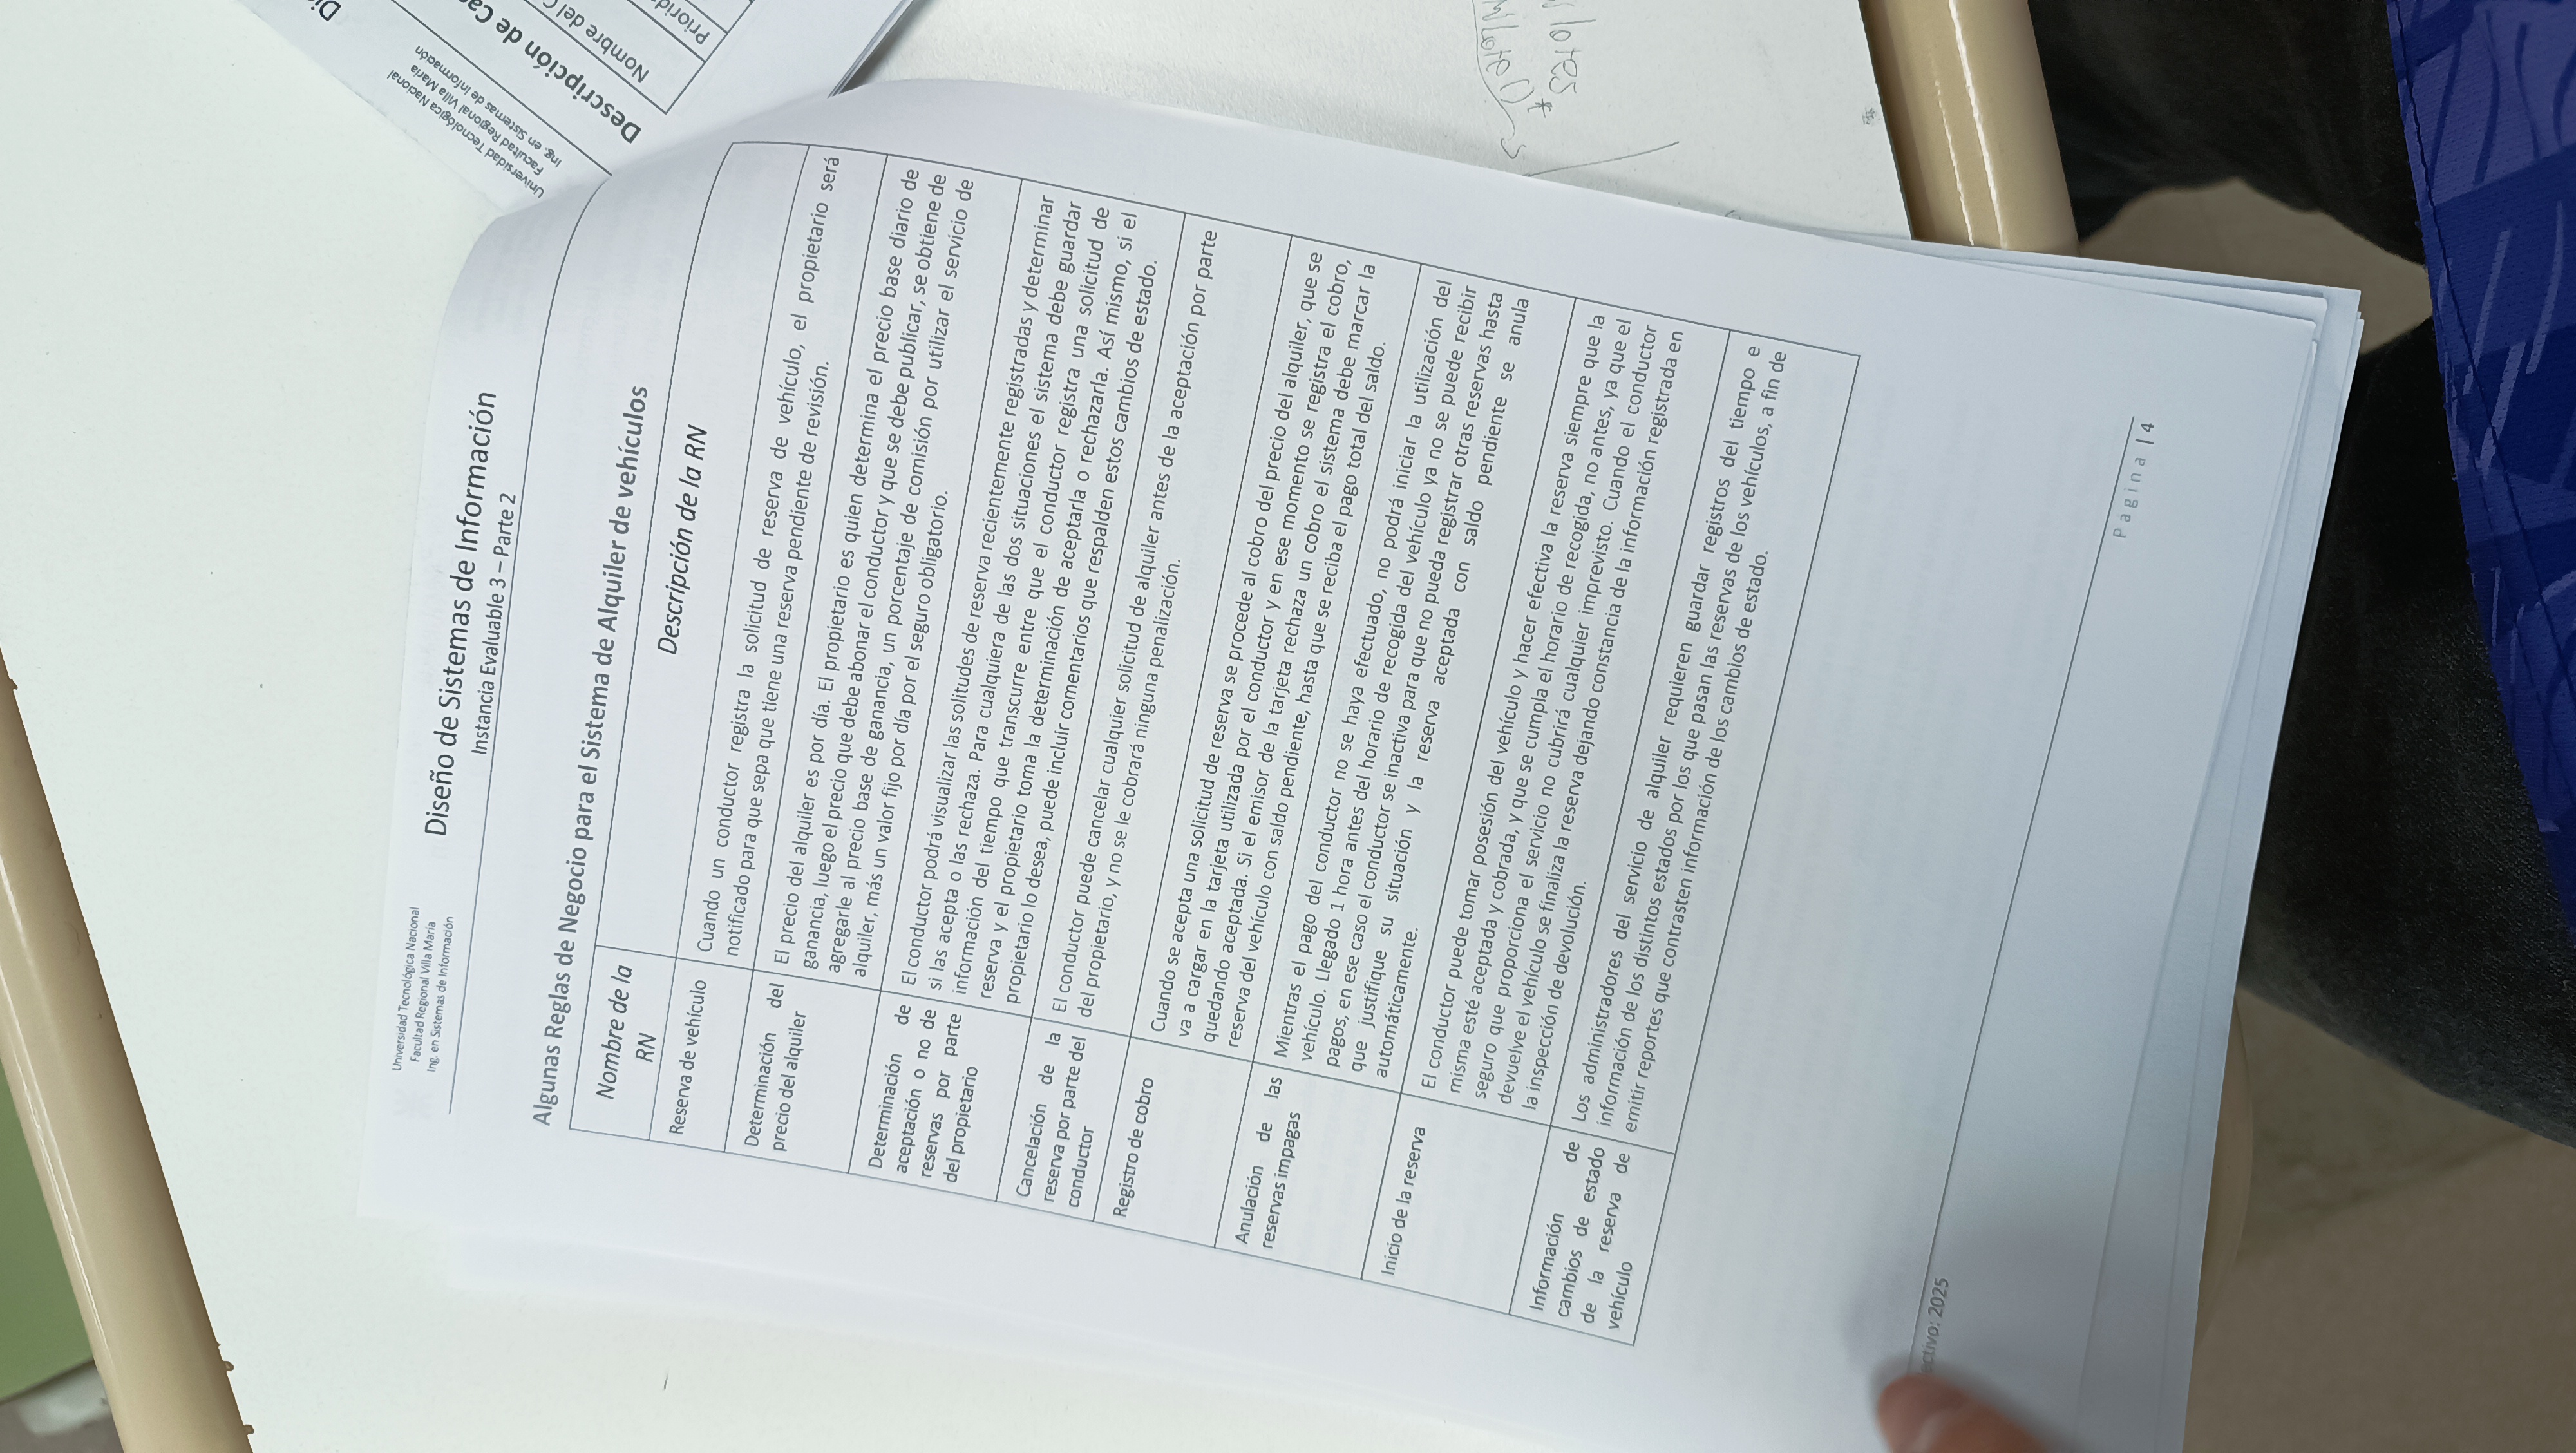 Universidad Tecnológica Nacional
Facultad Regional Villa María
Ing. en Sistemas de Información
Diseño de Sistemas de Información
Instancia Evaluable 3 – Parte 2
Algunas Reglas de Negocio para el Sistema de Alquiler de vehículos
Nombre de la
RN
Descripción de la RN
Reserva de vehículo
Cuando un conductor registra la solicitud de reserva de vehículo, el propietario será
notificado para que sepa que tiene una reserva pendiente de revisión.
Determinación del
precio del alquiler
El precio del alquiler es por día. El propietario es quien determina el precio base diario de
ganancia, luego el precio que debe abonar el conductor y que se debe publicar, se obtiene de
agregarle al precio base de ganancia, un porcentaje de comisión por utilizar el servicio de
alquiler, más un valor fijo por día por el seguro obligatorio.
Determinación de
aceptación o no de
reservas por parte
del propietario
El conductor podrá visualizar las solitudes de reserva recientemente registradas y determinar
si las acepta o las rechaza. Para cualquiera de las dos situaciones el sistema debe guardar
información del tiempo que transcurre entre que el conductor registra una solicitud de
reserva y el propietario toma la determinación de aceptarla o rechazarla. Así mismo, si el
propietario lo desea, puede incluir comentarios que respalden estos cambios de estado.
Cancelación de la
reserva por parte del
conductor
El conductor puede cancelar cualquier solicitud de alquiler antes de la aceptación por parte
del propietario, y no se le cobrará ninguna penalización.
Registro de cobro
Cuando se acepta una solicitud de reserva se procede al cobro del precio del alquiler, que se
va a cargar en la tarjeta utilizada por el conductor y en ese momento se registra el cobro,
quedando aceptada. Si el emisor de la tarjeta rechaza un cobro el sistema debe marcar la
reserva del vehículo con saldo pendiente, hasta que se reciba el pago total del saldo.
Anulación de las
reservas impagas
Mientras el pago del conductor no se haya efectuado, no podrá iniciar la utilización del
vehículo. Llegado 1 hora antes del horario de recogida del vehículo ya no se puede recibir
pagos, en ese caso el conductor se inactiva para que no pueda registrar otras reservas hasta
que justifique su situación y la reserva aceptada con saldo pendiente se anula
automáticamente.
Inicio de la reserva
El conductor puede tomar posesión del vehículo y hacer efectiva la reserva siempre que la
misma esté aceptada y cobrada, y que se cumpla el horario de recogida, no antes, ya que el
seguro que proporciona el servicio no cubrirá cualquier imprevisto. Cuando el conductor
devuelve el vehículo se finaliza la reserva dejando constancia de la información registrada en
la inspección de devolución.
Información de
cambios de estado
de la reserva de
vehículo
Los administradores del servicio de alquiler requieren guardar registros del tiempo e
información de los distintos estados por los que pasan las reservas de los vehículos, a fin de
emitir reportes que contrasten información de los cambios de estado.
ectivo: 2025
Página | 4
Universidad Tecnológica Nacional
Facultad Regional Villa María
Ing. en Sistemas de Información
Di
Descripción de Ca
Nombre del C
Priorid